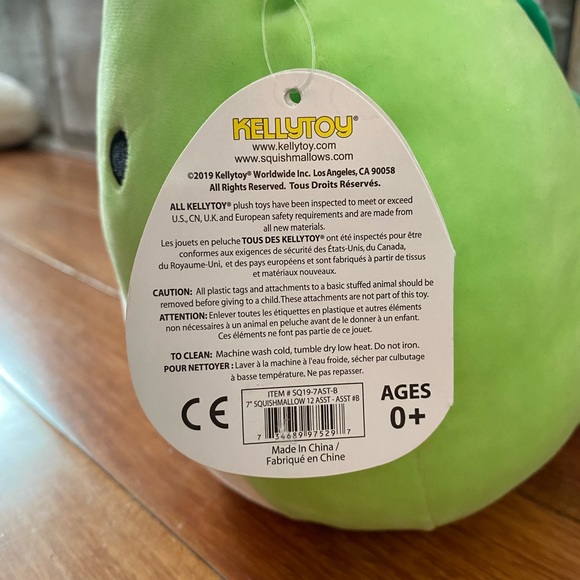 KELLYTOY®
www.kellytoy.com
www.squishmallows.com
©2019 Kellytoy® Worldwide Inc. Los Angeles, CA 90058
All Rights Reserved. Tous Droits Réservés.
ALL KELLYTOY® plush toys have been inspected to meet or exceed
U.S., CN, U.K. and European safety requirements and are made from
all new materials.
Les jouets en peluche TOUS DES KELLYTOY® ont été inspectés pour être
conformes aux exigences de sécurité des États-Unis, du Canada,
du Royaume-Uni, et des pays européens et sont fabriqués à partir de tissus
et matériaux nouveaux.
CAUTION: All plastic tags and attachments to a basic stuffed animal should be
removed before giving to a child. These attachments are not part of this toy.
ATTENTION: Enlever toutes les étiquettes en plastique et autres éléments
non nécessaires à un animal en peluche avant de le donner à un enfant.
Ces éléments ne font pas partie de ce jouet.
TO CLEAN: Machine wash cold, tumble dry low heat. Do not iron.
POUR NETTOYER: Laver à la machine à l'eau froide, sécher par culbutage
à basse température. Ne pas repasser.
CE
ITEM # SQ19-7AST-B
7" SQUISHMALLOW 12 ASST - ASST #B
7 34689 97529 7
AGES
0+
Made In China /
Fabriqué en Chine